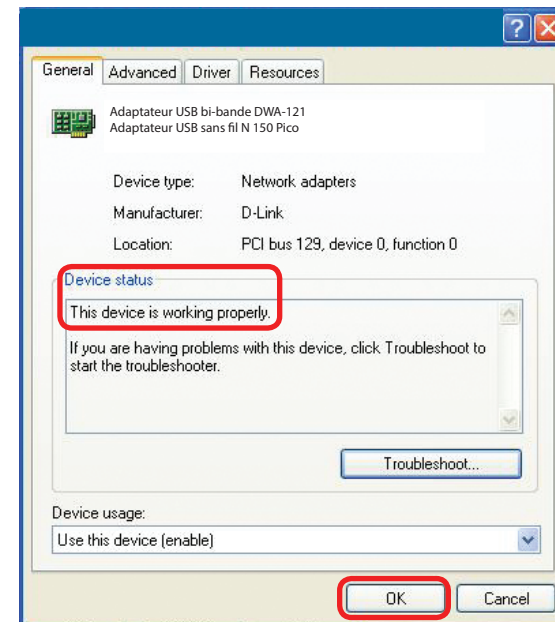 General Advanced Driver Resources
Adaptateur USB bi-bande DWA-121
Adaptateur USB sans fil N 150 Pico
Device type: Network adapters
Manufacturer: D-Link
Location: PCI bus 129, device 0, function 0
Device status
This device is working properly.
If you are having problems with this device, click Troubleshoot to
start the troubleshooter.
Troubleshoot...
Device usage:
Use this device (enable)
OK Cancel